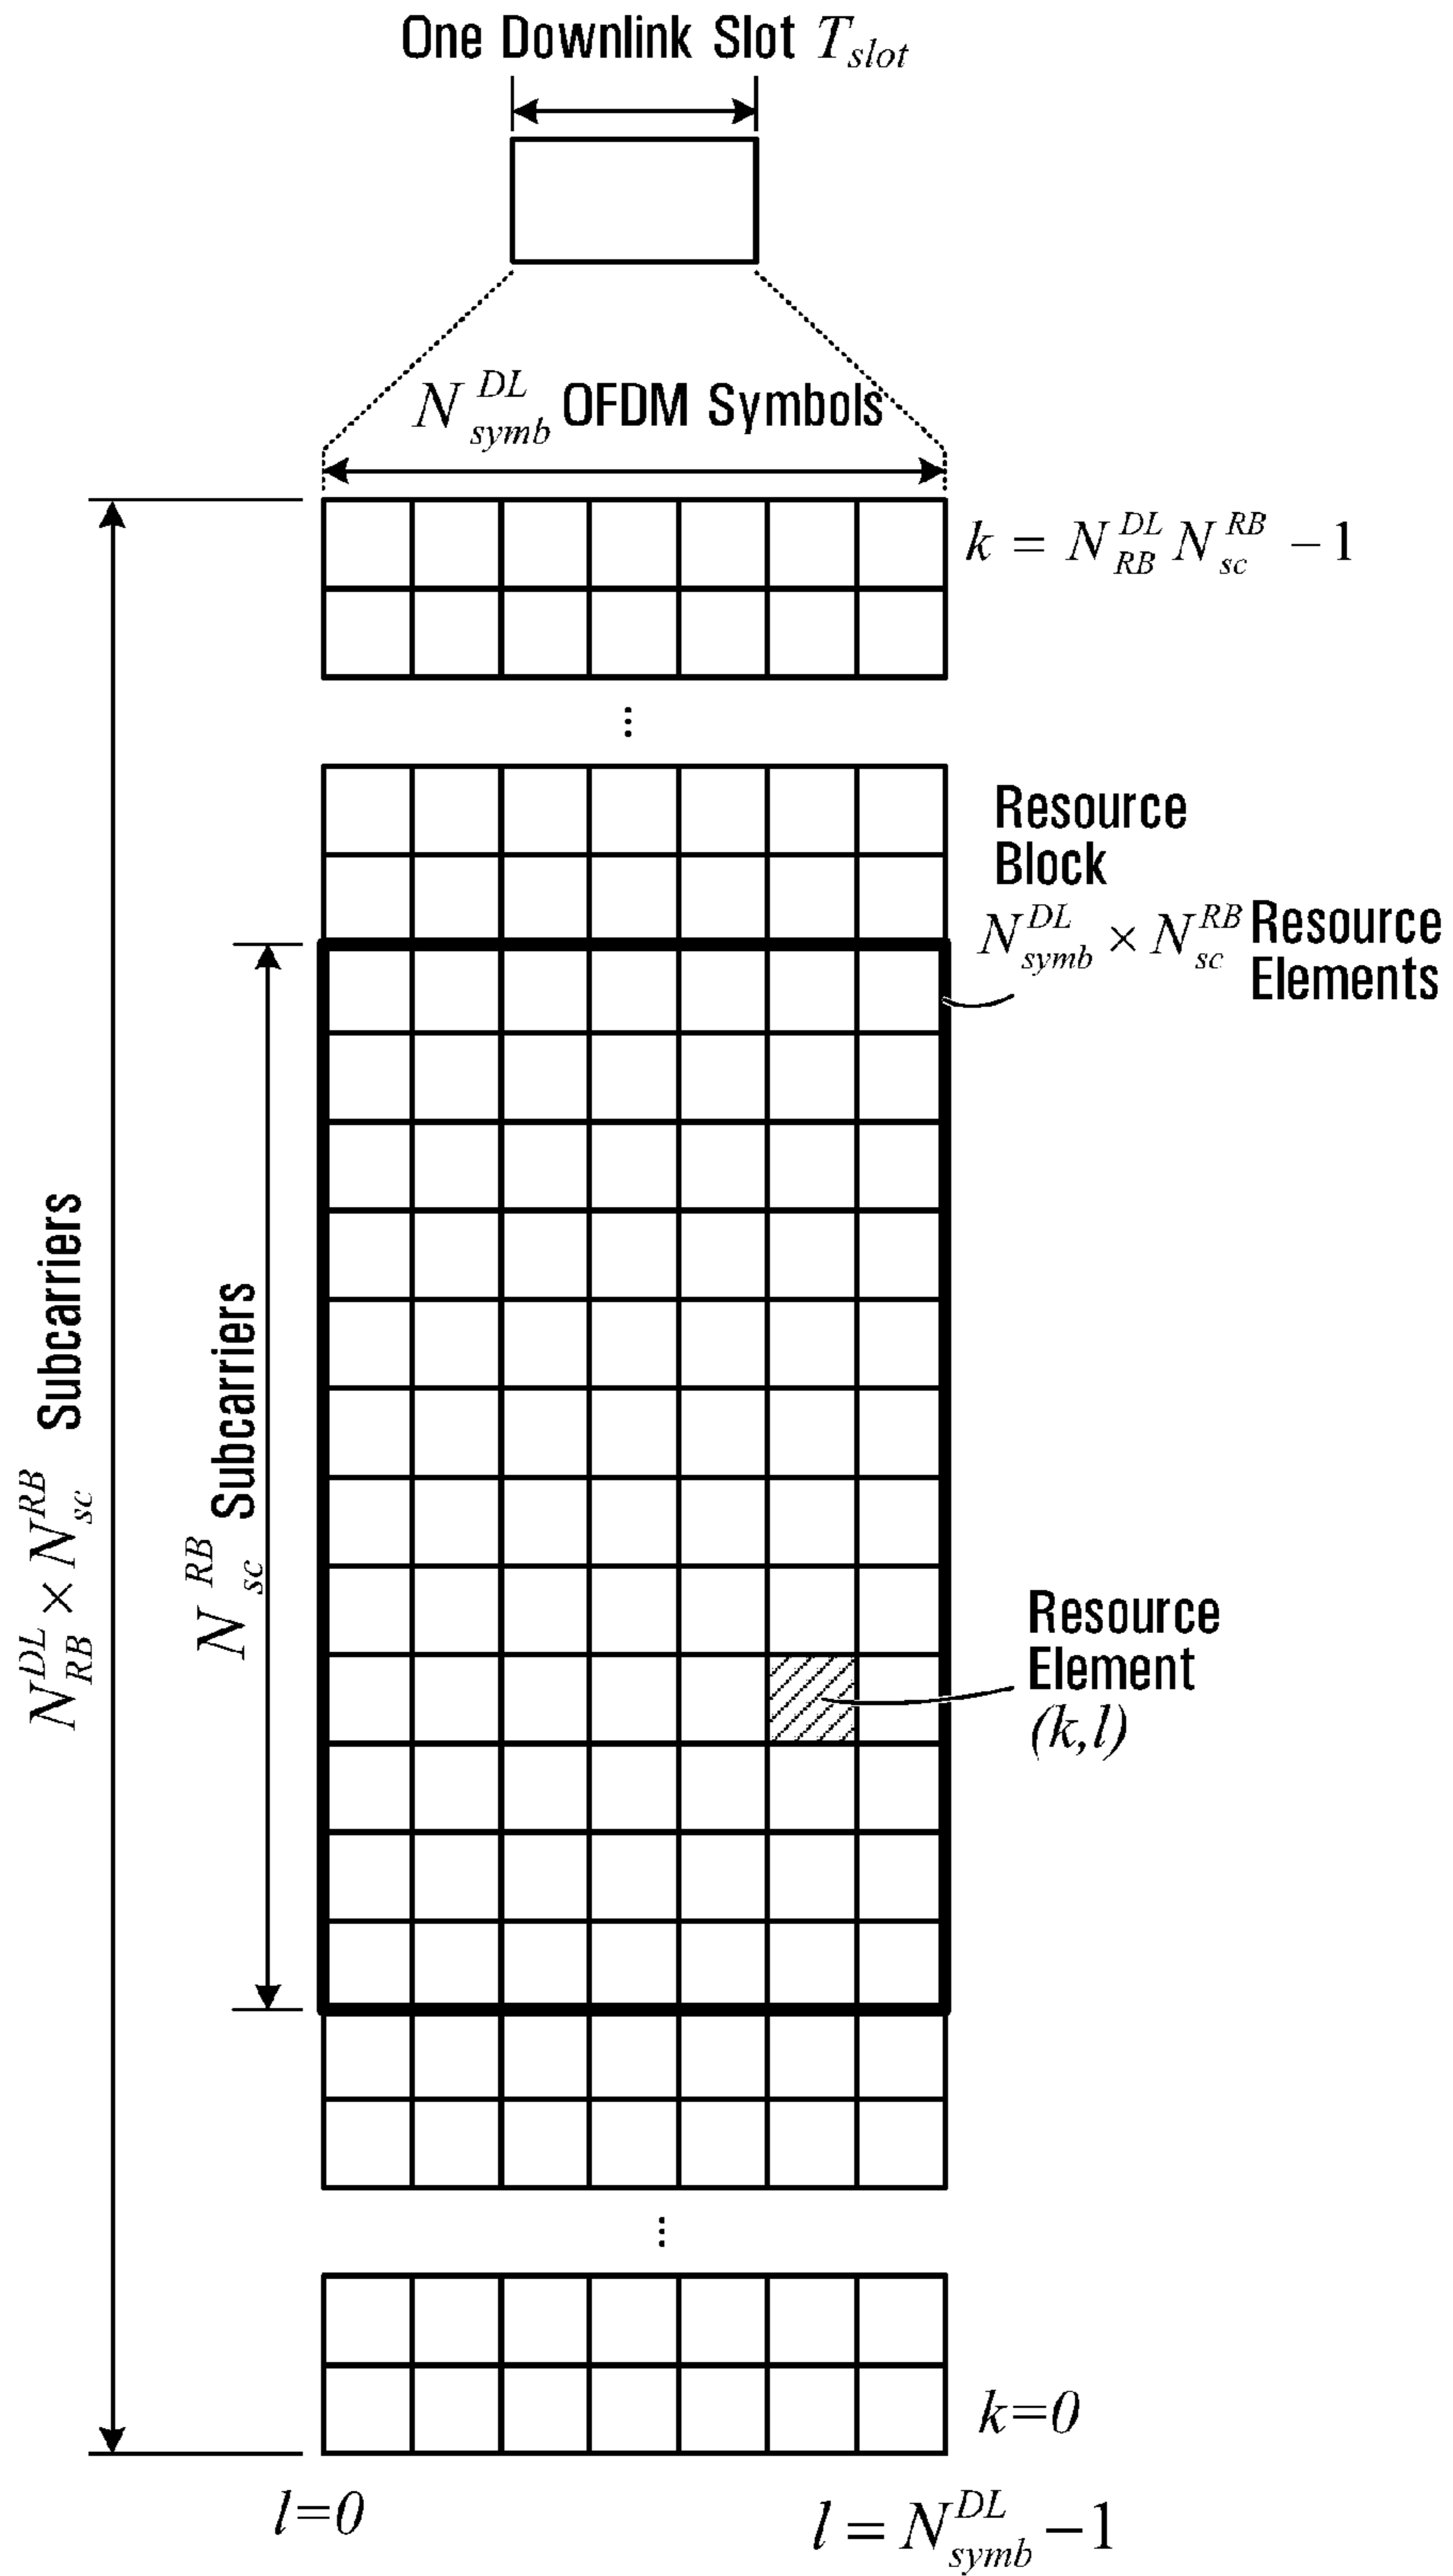 One Downlink Slot T_slot
N^DL_symb OFDM Symbols
k = N^DL_RB N^RB_sc − 1
⋮
Resource
Block
N^DL_symb × N^RB_sc Resource
Elements
N^DL_RB × N^RB_sc Subcarriers
N^RB_sc Subcarriers
Resource
Element
(k,l)
⋮
k=0
l=0
l = N^DL_symb − 1